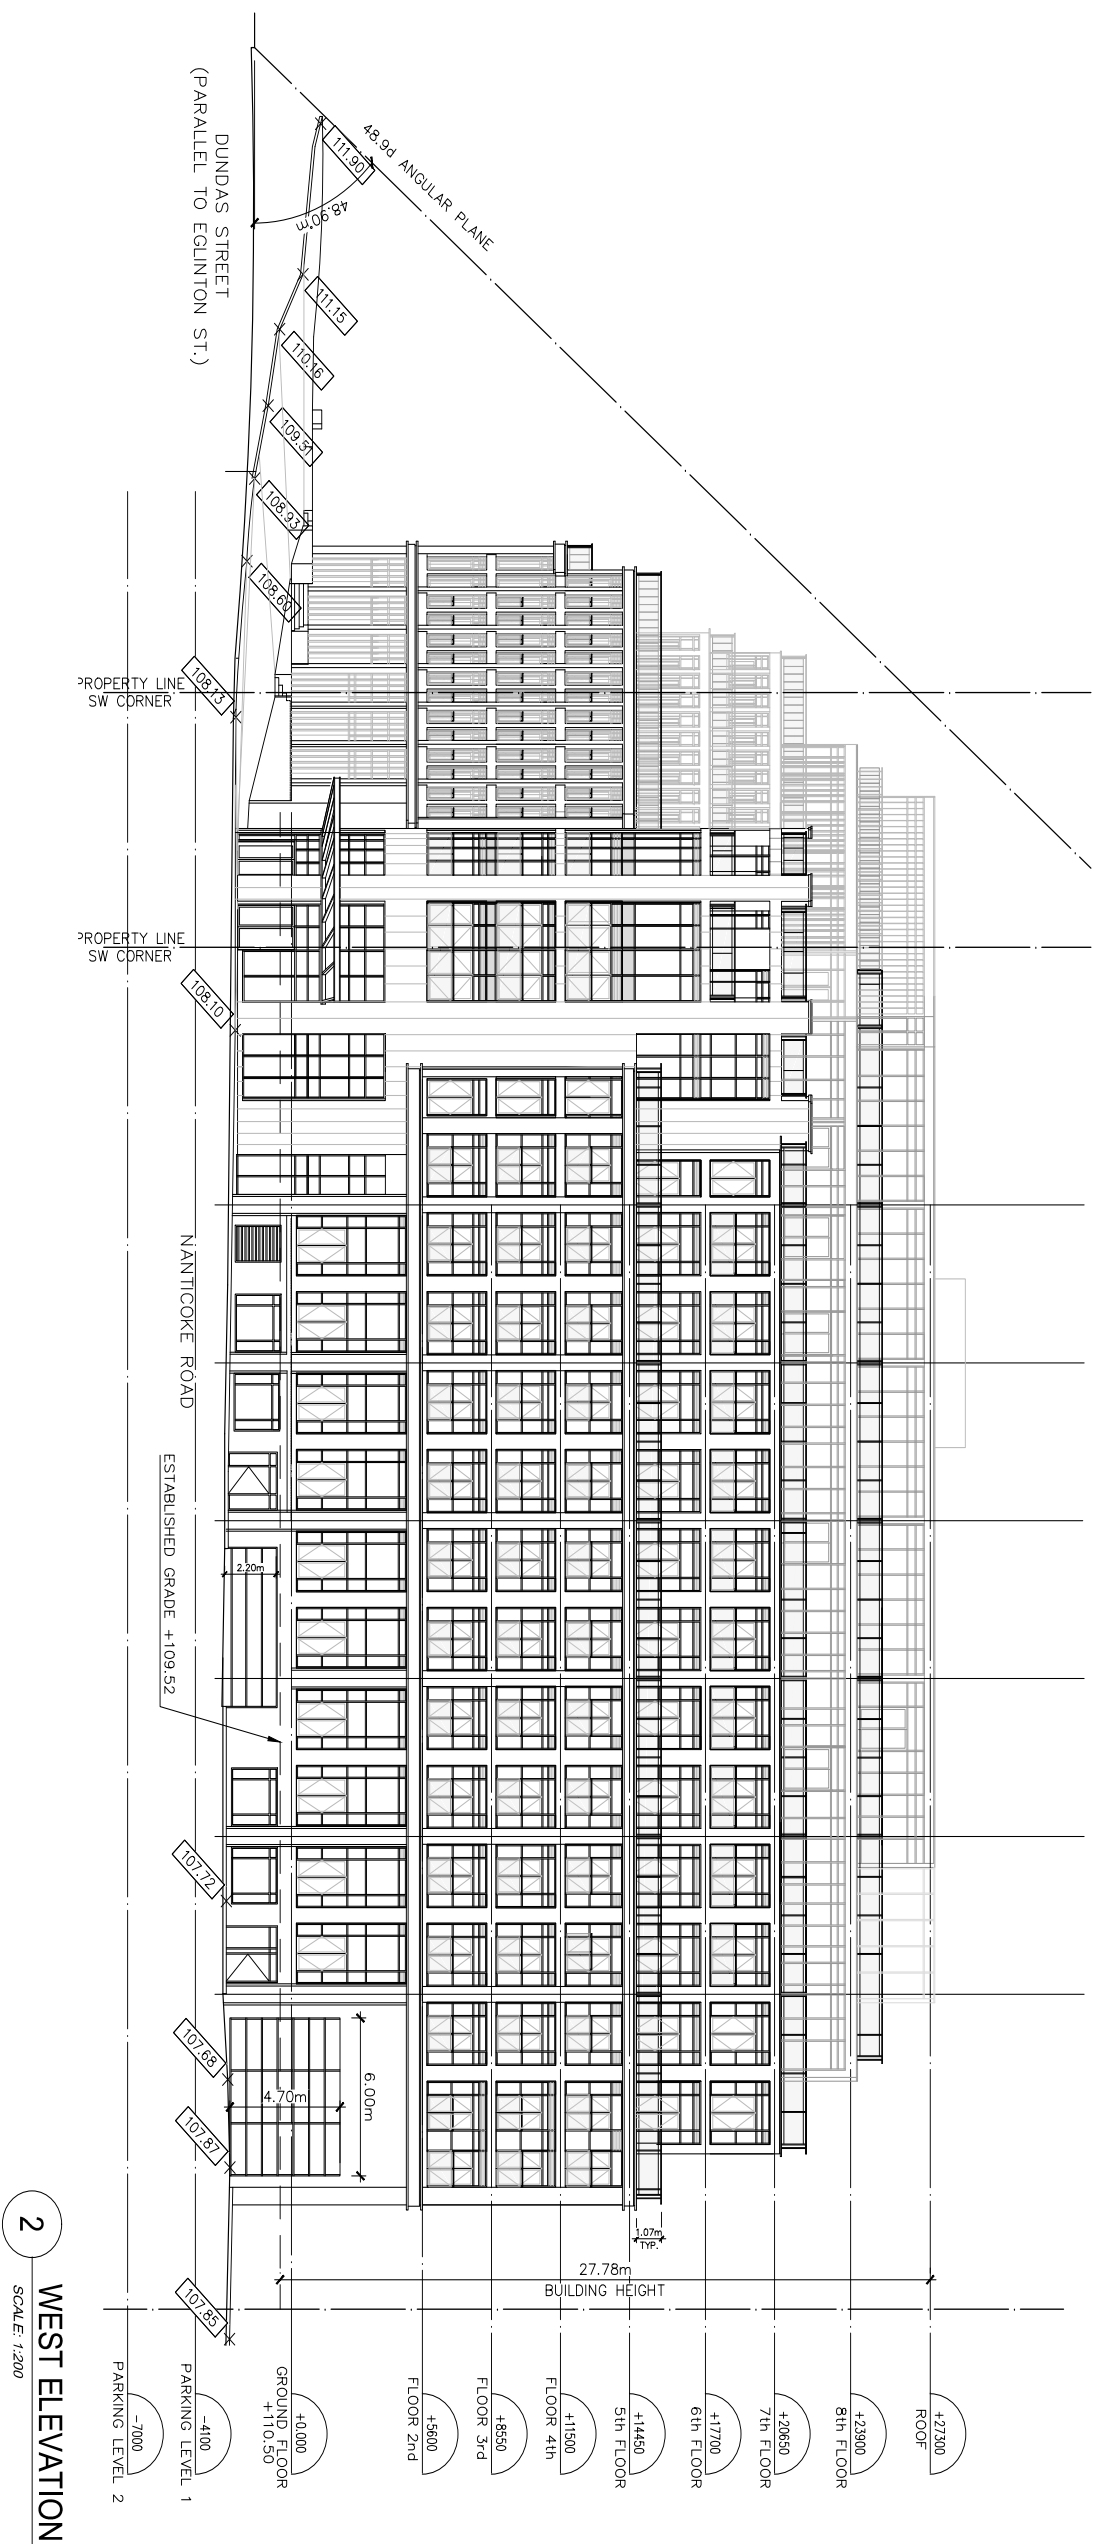 48.9d ANGULAR PLANE
48.90°
DUNDAS STREET
(PARALLEL TO EGLINTON ST.)
111.90
111.15
110.16
109.51
108.93
108.60
108.13
PROPERTY LINE
SW CORNER
PROPERTY LINE
SW CORNER
108.10
NANTICOKE ROAD
ESTABLISHED GRADE +109.52
2.20m
107.72
107.68
4.70m
6.00m
107.87
107.85
1.07m
TYP.
27.78m
BUILDING HEIGHT
+27300
ROOF
+23900
8th FLOOR
+20650
7th FLOOR
+17700
6th FLOOR
+14450
5th FLOOR
+11500
FLOOR 4th
+8550
FLOOR 3rd
+5600
FLOOR 2nd
+0.000
GROUND FLOOR
+110.50
-4100
PARKING LEVEL 1
-7000
PARKING LEVEL 2
2
WEST ELEVATION
SCALE: 1:200